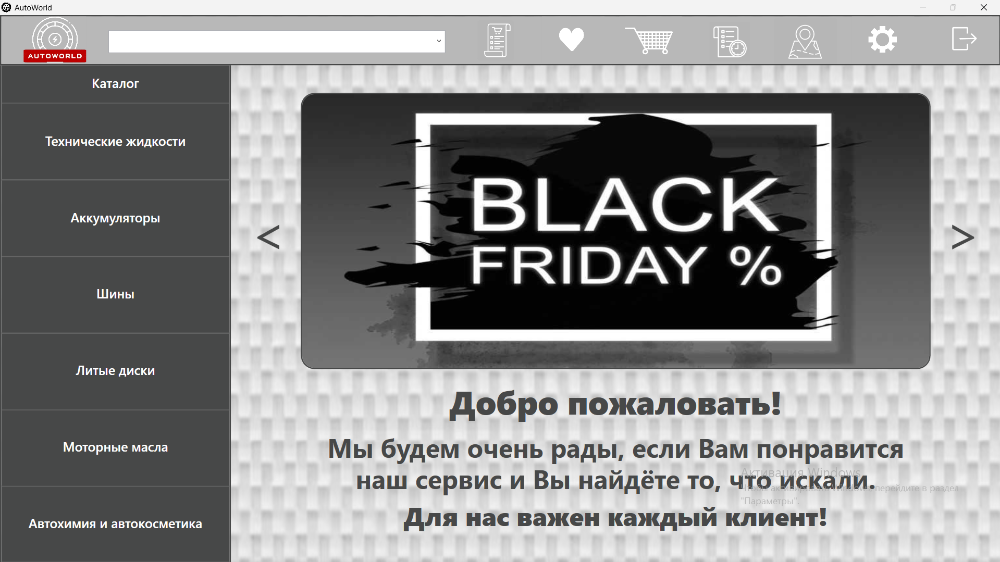 AutoWorld
AUTOWORLD
Каталог
Технические жидкости
Аккумуляторы
Шины
Литые диски
Моторные масла
Автохимия и автокосметика
BLACK
FRIDAY %
Добро пожаловать!
Мы будем очень рады, если Вам понравится
наш сервис и Вы найдёте то, что искали.
Для нас важен каждый клиент!
Активация Windows
Чтобы активировать Windows, перейдите в раздел
"Параметры".